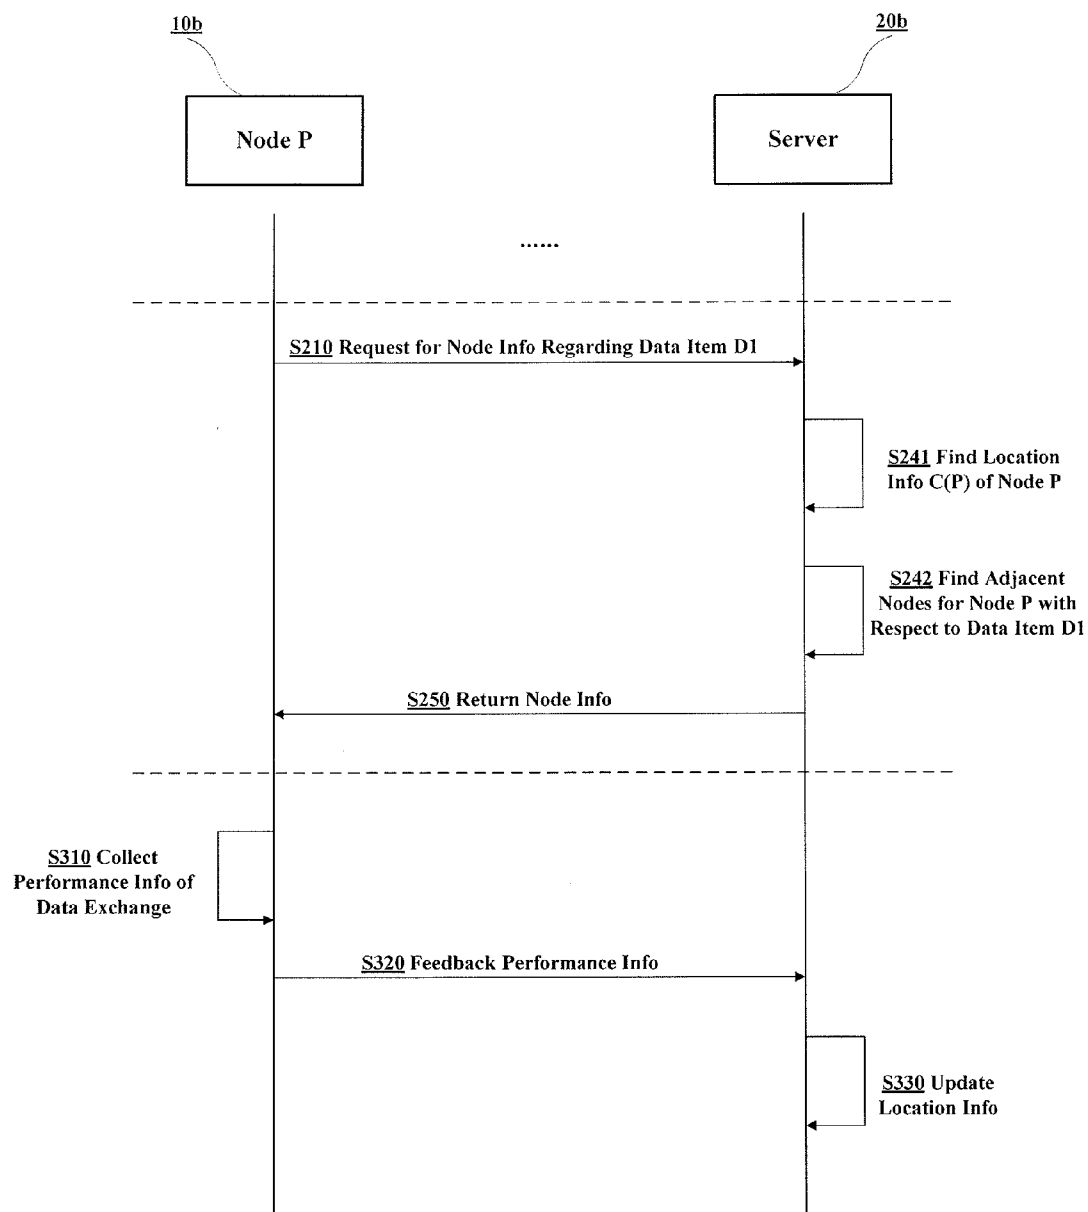 10b
20b
Node P
Server
......
S210 Request for Node Info Regarding Data Item D1
S241 Find Location
Info C(P) of Node P
S242 Find Adjacent
Nodes for Node P with
Respect to Data Item D1
S250 Return Node Info
S310 Collect
Performance Info of
Data Exchange
S320 Feedback Performance Info
S330 Update
Location Info